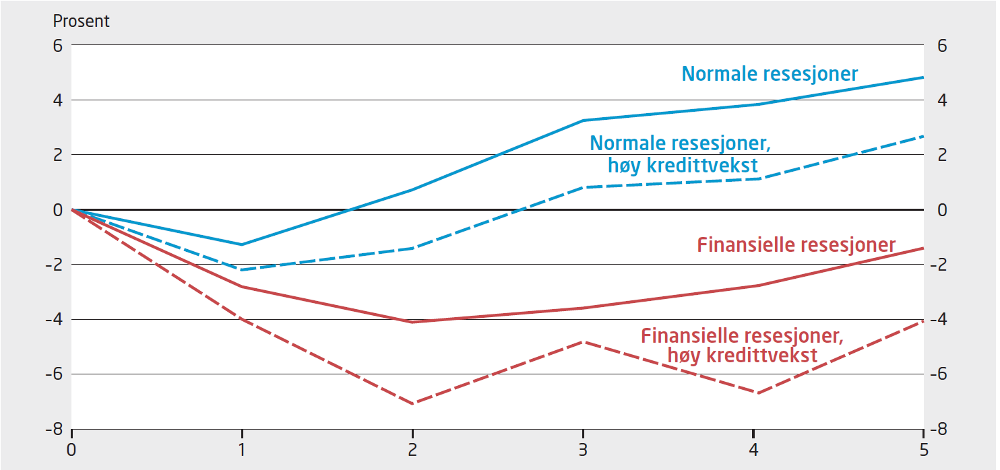 Prosent
6 6
4 4
2 2
0 0
-2 -2
-4 -4
-6 -6
-8 -8
Normale resesjoner
Normale resesjoner,
høy kredittvekst
Finansielle resesjoner
Finansielle resesjoner,
høy kredittvekst
0 1 2 3 4 5